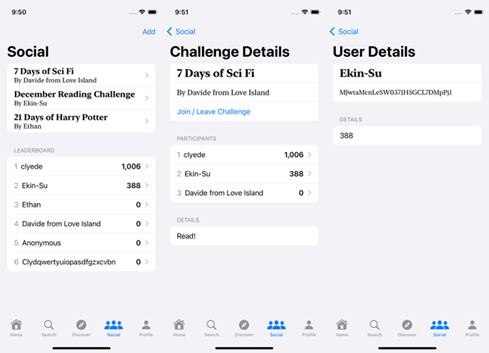 9:50
Add
Social
7 Days of Sci Fi
By Davide from Love Island
December Reading Challenge
By Ekin-Su
21 Days of Harry Potter
By Ethan
LEADERBOARD
1 clyede 1,006
2 Ekin-Su 388
3 Ethan 0
4 Davide from Love Island 0
5 Anonymous 0
6 Clydqwertyuiopasdfgzxcvbn 0
Home Search Discover Social Profile
9:51
Social
Challenge Details
7 Days of Sci Fi
By Davide from Love Island
Join / Leave Challenge
PARTICIPANTS
1 clyede 1,006
2 Ekin-Su 388
3 Davide from Love Island 0
DETAILS
Read!
Home Search Discover Social Profile
9:51
Social
User Details
Ekin-Su
DETAILS
388
Home Search Discover Social Profile